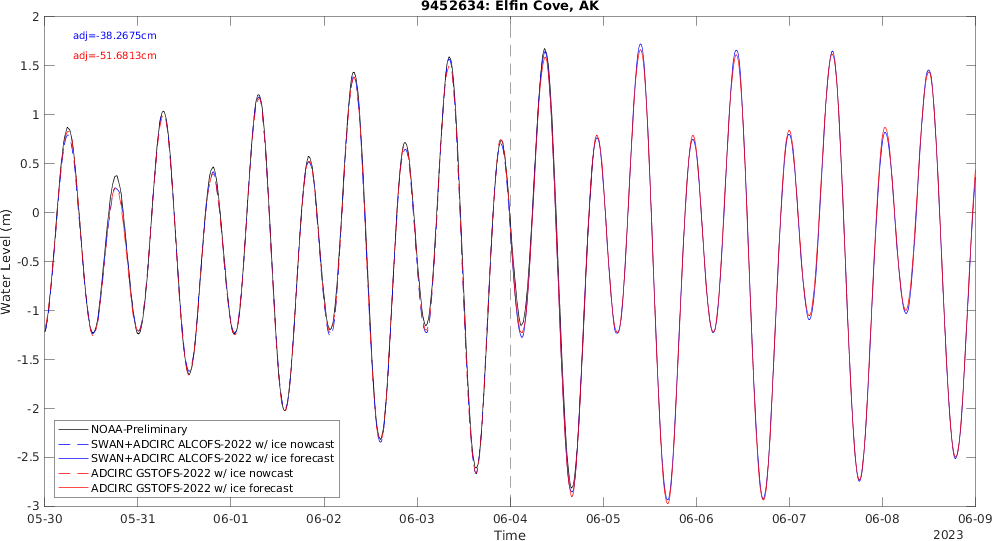 9452634: Elfin Cove, AK
adj=-38.2675cm
adj=-51.6813cm
2
1.5
1
0.5
0
-0.5
-1
-1.5
-2
-2.5
-3
Water Level (m)
NOAA-Preliminary
SWAN+ADCIRC ALCOFS-2022 w/ ice nowcast
SWAN+ADCIRC ALCOFS-2022 w/ ice forecast
ADCIRC GSTOFS-2022 w/ ice nowcast
ADCIRC GSTOFS-2022 w/ ice forecast
05-30 05-31 06-01 06-02 06-03 06-04 06-05 06-06 06-07 06-08 06-09
Time
2023